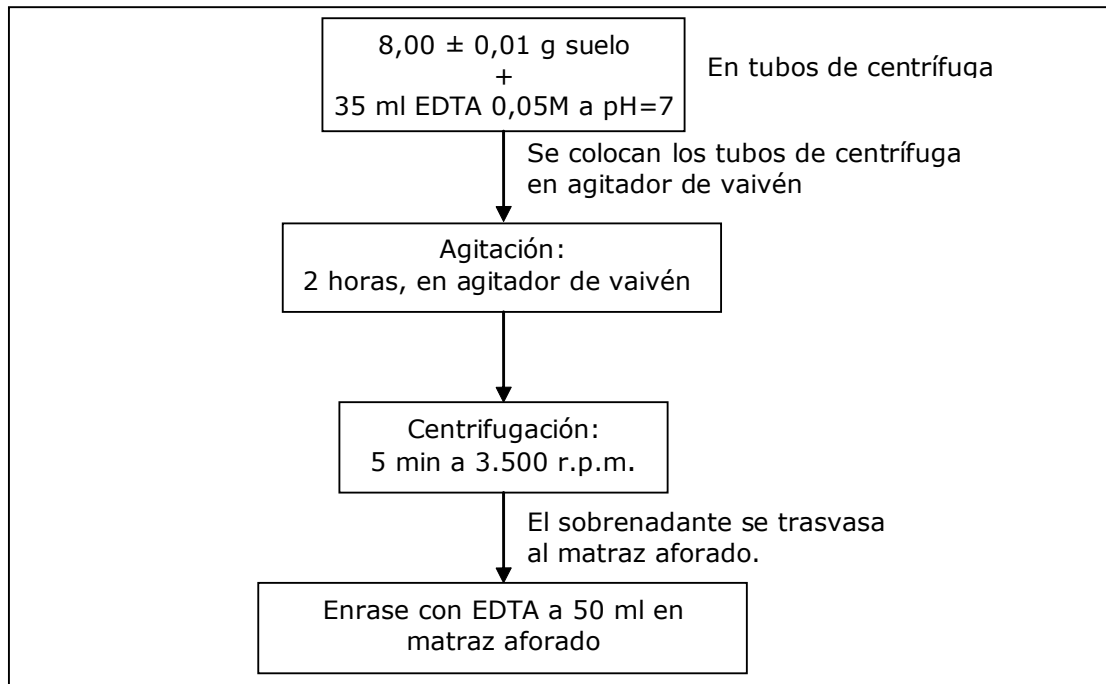 8,00 ± 0,01 g suelo
+
35 ml EDTA 0,05M a pH=7
En tubos de centrífuga
Se colocan los tubos de centrífuga
en agitador de vaivén
Agitación:
2 horas, en agitador de vaivén
Centrifugación:
5 min a 3.500 r.p.m.
El sobrenadante se trasvasa
al matraz aforado.
Enrase con EDTA a 50 ml en
matraz aforado